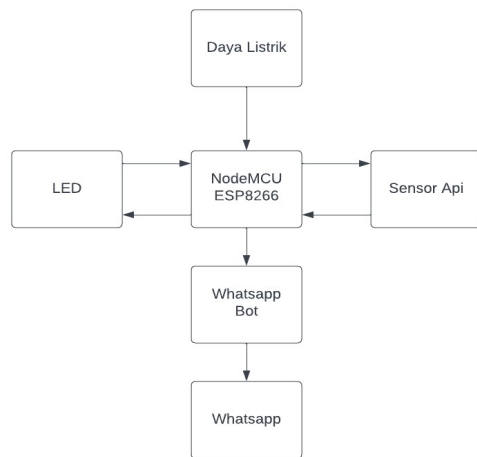 Daya Listrik
LED
NodeMCU
ESP8266
Sensor Api
Whatsapp
Bot
Whatsapp